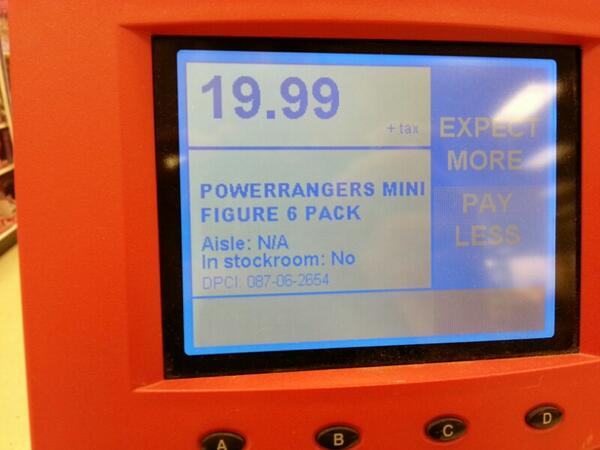 19.99
+ tax
EXPECT
MORE
PAY
LESS
POWERRANGERS MINI
FIGURE 6 PACK
Aisle: N/A
In stockroom: No
DPCI: 087-06-2654
A
B
C
D